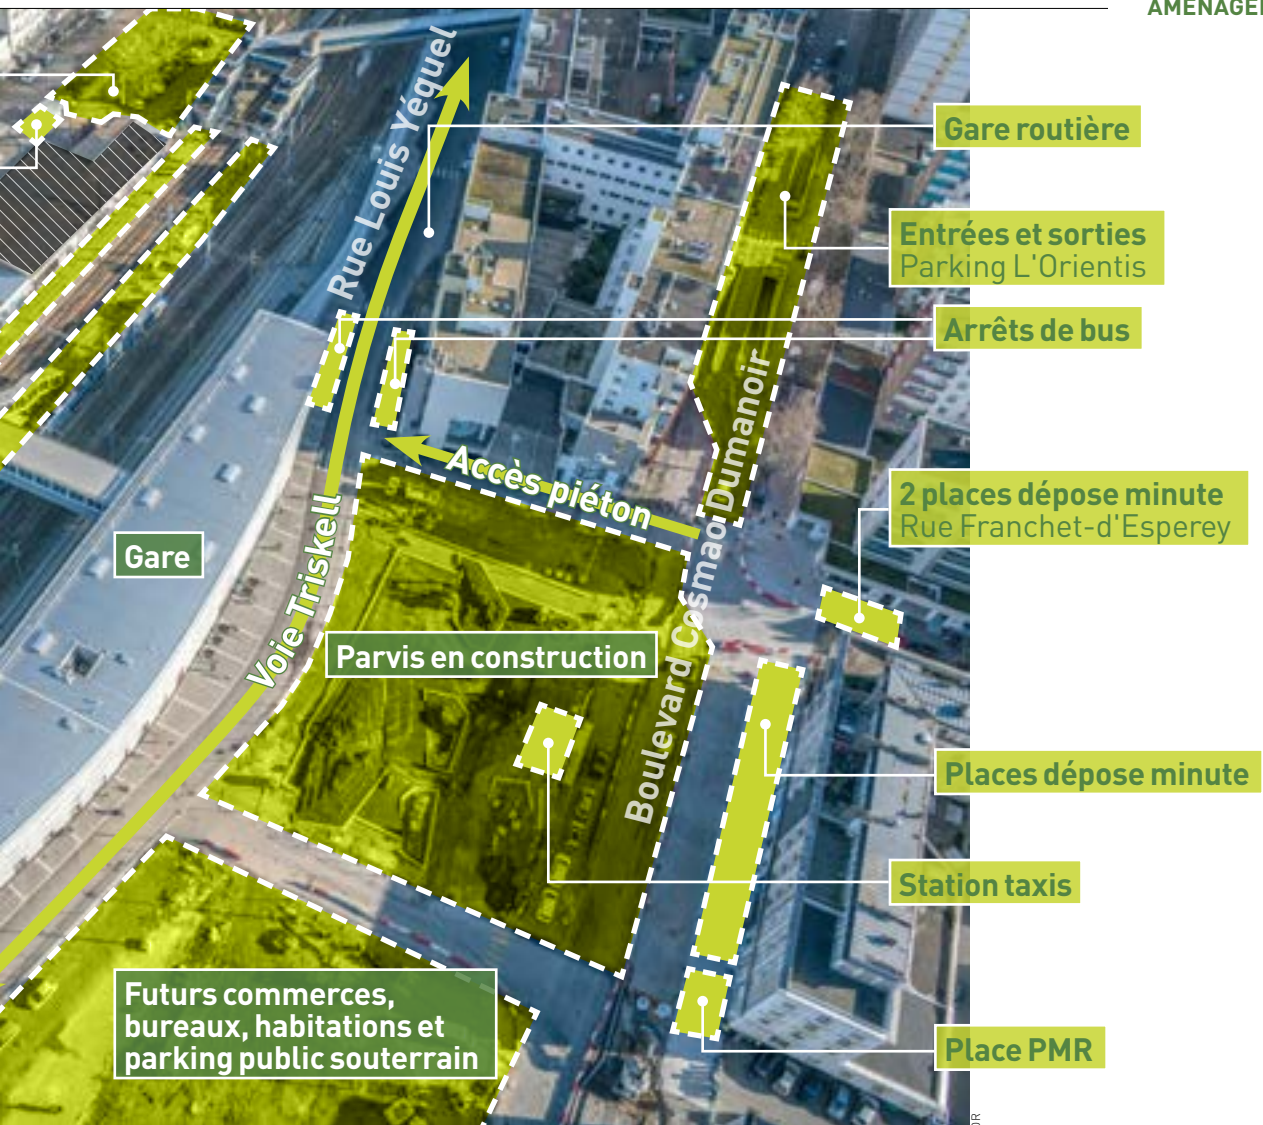 AMÉNAGE
Rue Louis Yéquel
Gare routière
Entrées et sorties
Parking L'Orientis
Arrêts de bus
Boulevard Cosmao Dumanoir
Accès piéton
2 places dépose minute
Rue Franchet-d'Esperey
Gare
Voie Triskell
Parvis en construction
Places dépose minute
Station taxis
Futurs commerces,
bureaux, habitations et
parking public souterrain
Place PMR